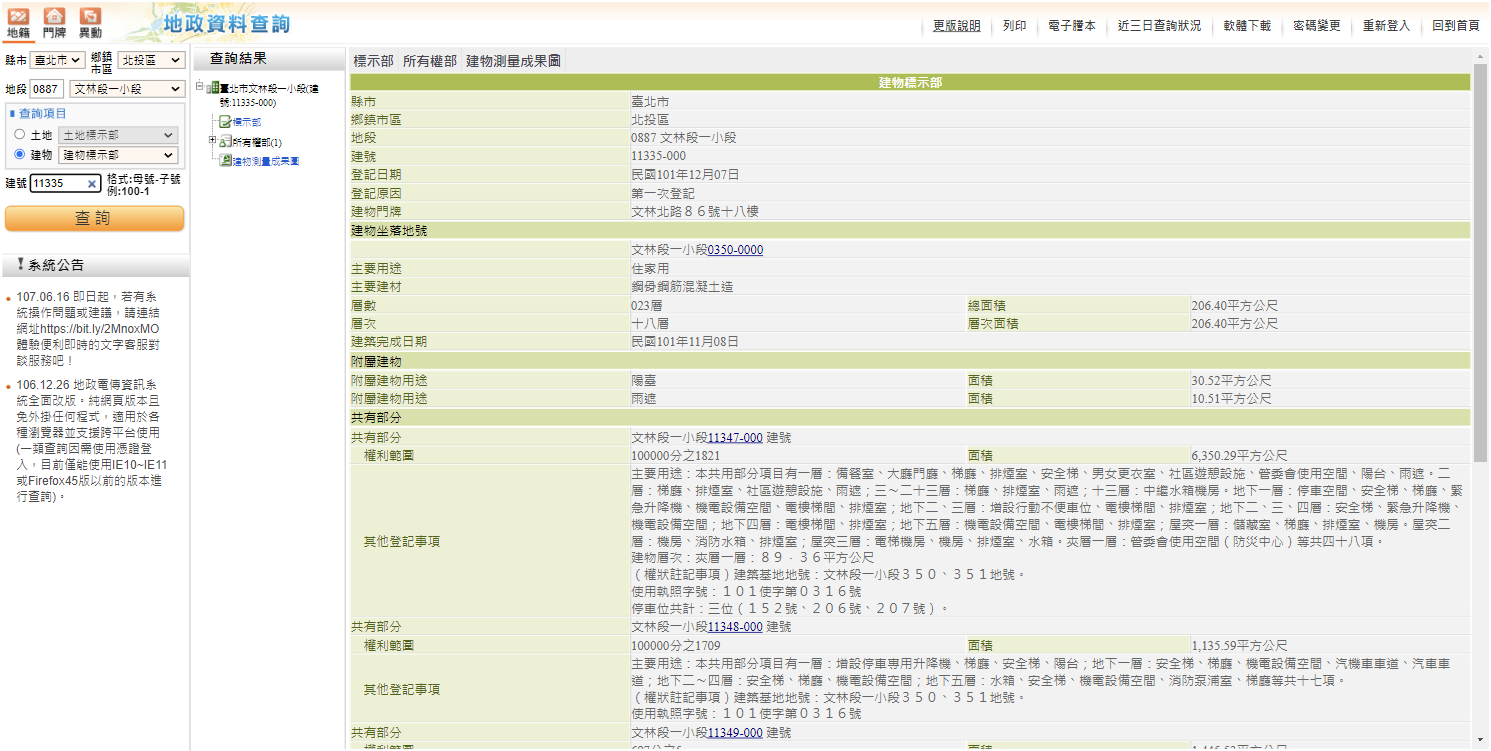 地籍 門牌 異動 地政資料查詢
更版說明 列印 電子謄本 近三日查詢狀況 軟體下載 密碼變更 重新登入 回到首頁
縣市 臺北市 鄉鎮市區 北投區
地段 0887 文林段一小段
查詢項目
土地 土地標示部
建物 建物標示部
建號 11335 格式:母號-子號
例:100-1
查詢
系統公告
107.06.16 即日起，若有系
統操作問題或建議，請連結
網址https://bit.ly/2MnoxMO
體驗便利即時的文字客服對
談服務吧！
106.12.26 地政電傳資訊系
統全面改版。純網頁版本且
免外掛任何程式，適用於各
種瀏覽器並支援跨平台使用
(一類查詢因需使用憑證登
入，目前僅能使用IE10~IE11
或Firefox45版以前的版本進
行查詢)。
查詢結果
臺北市文林段一小段(建
號:11335-000)
標示部
所有權部(1)
建物測量成果圖
標示部 所有權部 建物測量成果圖
建物標示部
縣市 臺北市
鄉鎮市區 北投區
地段 0887 文林段一小段
建號 11335-000
登記日期 民國101年12月07日
登記原因 第一次登記
建物門牌 文林北路８６號十八樓
建物坐落地號
文林段一小段0350-0000
主要用途 住家用
主要建材 鋼骨鋼筋混凝土造
層數 023層 總面積 206.40平方公尺
層次 十八層 層次面積 206.40平方公尺
建築完成日期 民國101年11月08日
附屬建物
附屬建物用途 陽臺 面積 30.52平方公尺
附屬建物用途 雨遮 面積 10.51平方公尺
共有部分
共有部分 文林段一小段11347-000 建號
權利範圍 100000分之1821 面積 6,350.29平方公尺
其他登記事項
主要用途：本共用部分項目有一層：備餐室、大廳門廳、梯廳、排煙室、安全梯、男女更衣室、社區遊憩設施、管委會使用空間、陽台、雨遮。二
層：梯廳、排煙室、社區遊憩設施、雨遮；三～二十三層：梯廳、排煙室、雨遮；十三層：中繼水箱機房。地下一層：停車空間、安全梯、梯廳、緊
急升降機、機電設備空間、電樓梯間、排煙室；地下二、三層：增設行動不便車位、電樓梯間、排煙室；地下二、三、四層：安全梯、緊急升降機、
機電設備空間；地下四層：電樓梯間、排煙室；地下五層：機電設備空間、電樓梯間、排煙室；屋突一層：儲藏室、梯廳、排煙室、機房。屋突二
層：機房、消防水箱、排煙室；屋突三層：電梯機房、機房、排煙室、水箱。夾層一層：管委會使用空間（防災中心）等共四十八項。
建物層次：夾層一層：８９．３６平方公尺
（權狀註記事項）建築基地地號：文林段一小段３５０、３５１地號。
使用執照字號：１０１使字第０３１６號
停車位共計：三位（１５２號、２０６號、２０７號）。
共有部分 文林段一小段11348-000 建號
權利範圍 100000分之1709 面積 1,135.59平方公尺
其他登記事項
主要用途：本共用部分項目有一層：增設停車專用升降機、梯廳、安全梯、陽台；地下一層：安全梯、梯廳、機電設備空間、汽機車車道、汽車車
道；地下二～四層：安全梯、梯廳、機電設備空間；地下五層：水箱、安全梯、機電設備空間、消防泵浦室、梯廳等共十七項。
（權狀註記事項）建築基地地號：文林段一小段３５０、３５１地號。
使用執照字號：１０１使字第０３１６號
共有部分 文林段一小段11349-000 建號